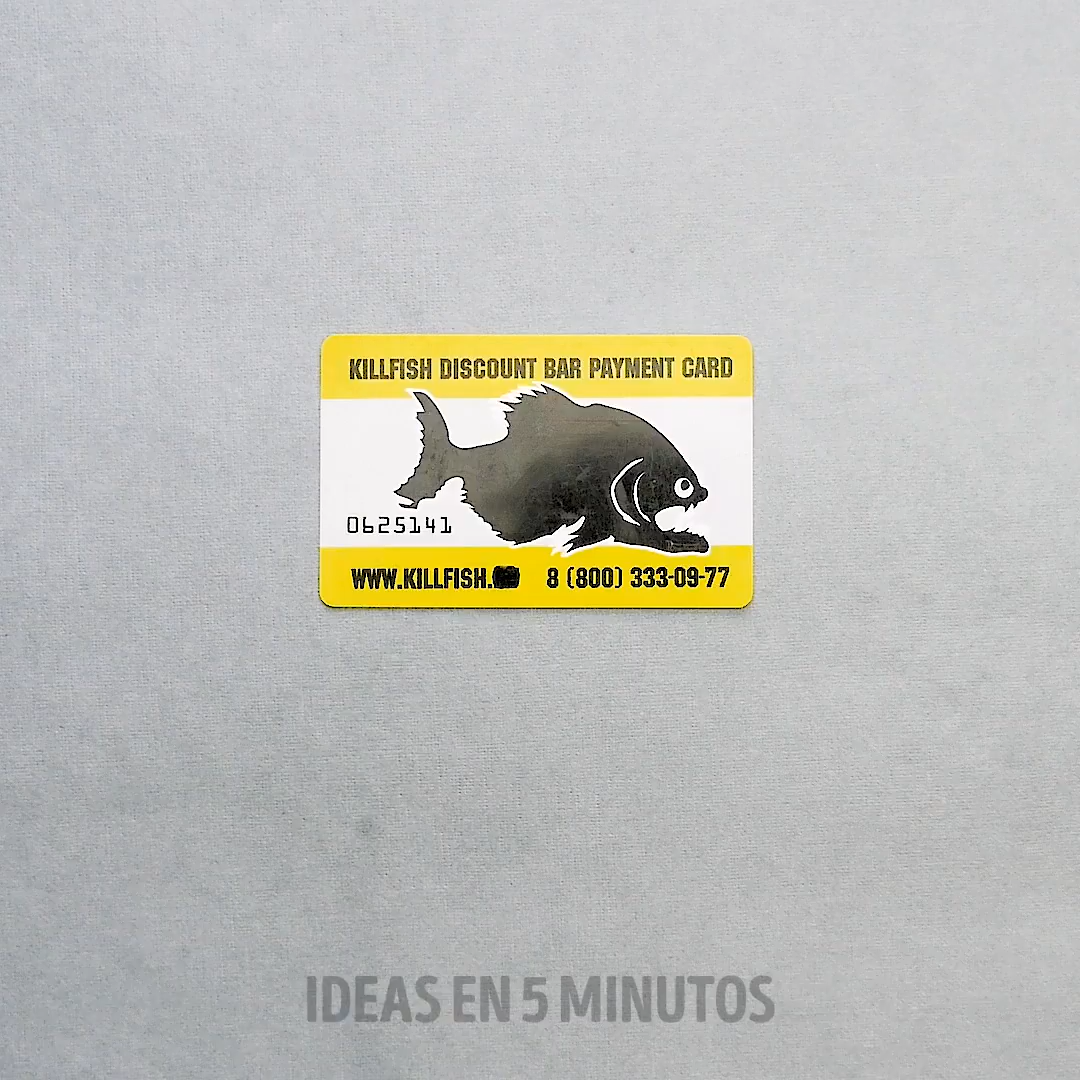 KILLFISH DISCOUNT BAR PAYMENT CARD
0625141
WWW.KILLFISH.
8 (800) 333-09-77
IDEAS EN 5 MINUTOS